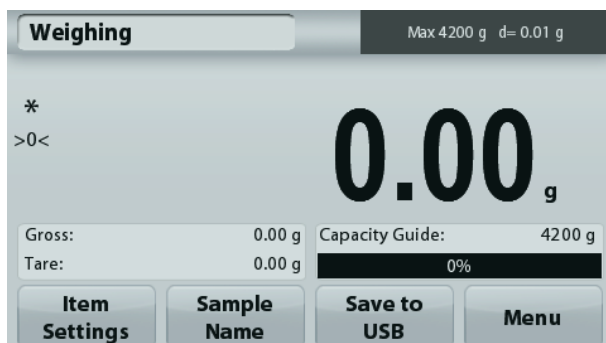 Weighing
Max 4200 g d= 0.01 g
*
>0<
0.00 g
Gross: 0.00 g
Tare: 0.00 g
Capacity Guide: 4200 g
0%
Item Settings
Sample Name
Save to USB
Menu